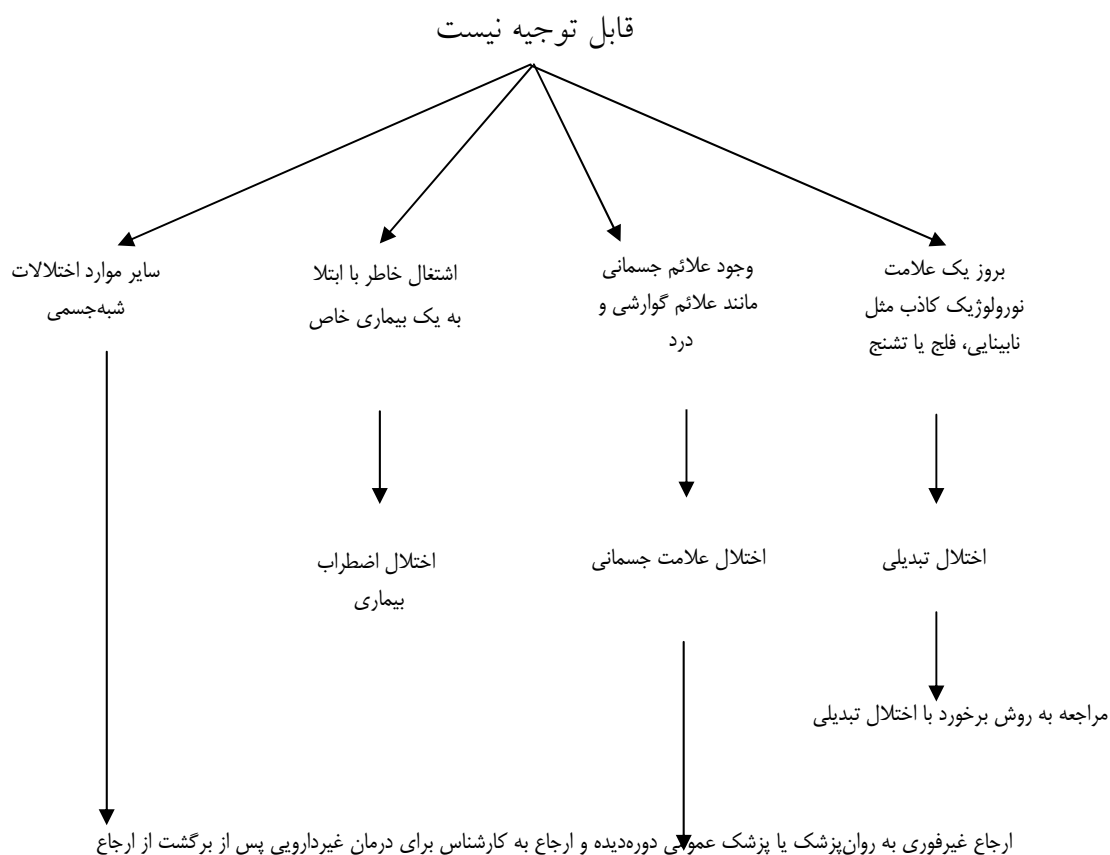 قابل توجیه نیست
بروز یک علامت
نورولوژیک کاذب مثل
نابینایی، فلج یا تشنج
وجود علائم جسمانی
مانند علائم گوارشی و
درد
اشتغال خاطر با ابتلا
به یک بیماری خاص
سایر موارد اختلالات
شبه‌جسمی
اختلال تبدیلی
اختلال علامت جسمانی
اختلال اضطراب
بیماری
مراجعه به روش برخورد با اختلال تبدیلی
ارجاع غیرفوری به روان‌پزشک یا پزشک عمومی دوره‌دیده و ارجاع به کارشناس برای درمان غیردارویی پس از برگشت از ارجاع